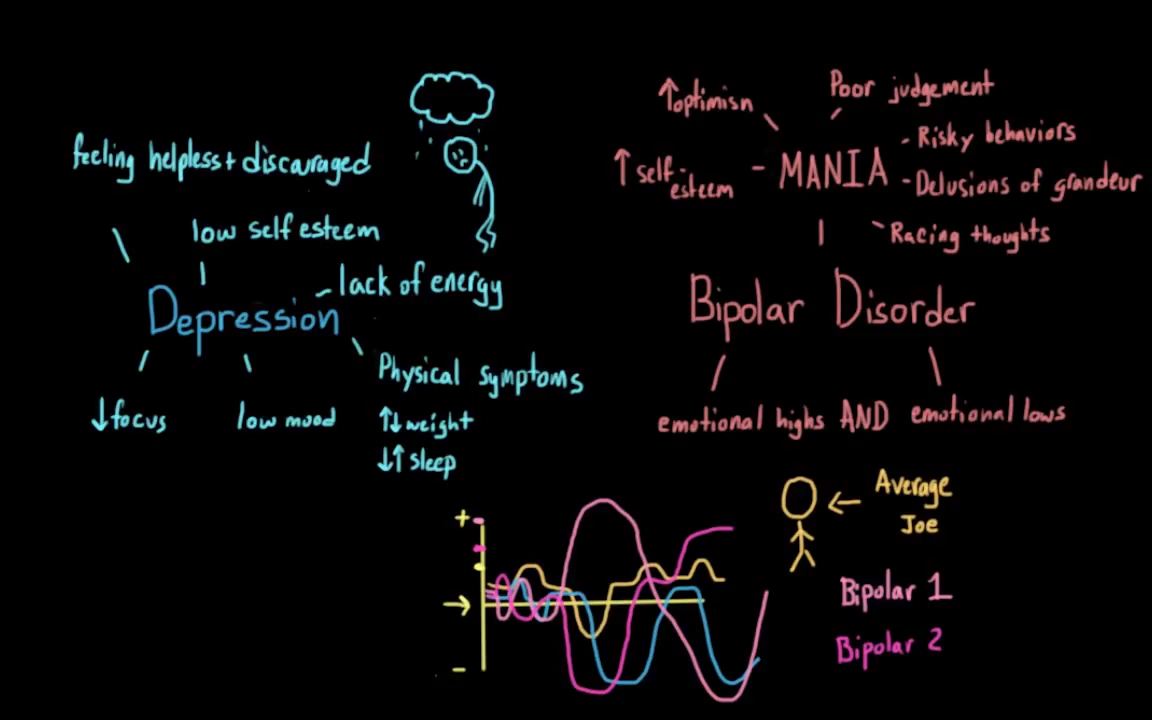 feeling helpless + discouraged
low self esteem
lack of energy
Depression
↓focus
low mood
Physical symptoms
↑↓weight
↓↑ sleep
↑optimism
Poor judgement
↑self-
esteem
- MANIA
- Risky behaviors
- Delusions of grandeur
Racing thoughts
Bipolar Disorder
emotional highs AND emotional lows
+
→
-
← Average
Joe
Bipolar 1
Bipolar 2